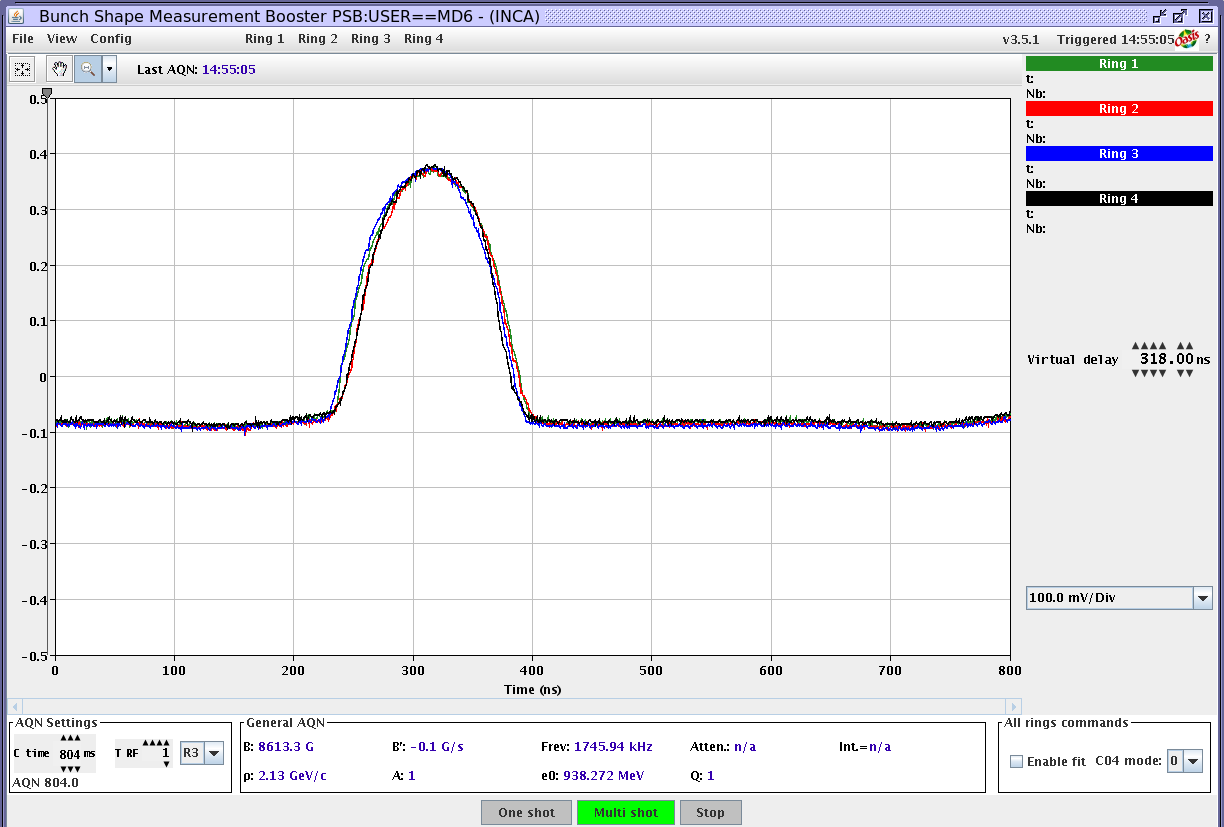 Bunch Shape Measurement Booster PSB:USER==MD6 - (INCA)
File View Config Ring 1 Ring 2 Ring 3 Ring 4 v3.5.1 Triggered 14:55:05 Oasis ?
Last AQN: 14:55:05
Ring 1
t:
Nb:
Ring 2
t:
Nb:
Ring 3
t:
Nb:
Ring 4
t:
Nb:
0.5
0.4
0.3
0.2
0.1
0
-0.1
-0.2
-0.3
-0.4
-0.5
0 100 200 300 400 500 600 700 800
Time (ns)
Virtual delay 318.00 ns
100.0 mV/Div
AQN Settings
C time 804 ms T RF 1 R3
AQN 804.0
General AQN
B: 8613.3 G B': -0.1 G/s Frev: 1745.94 kHz Atten.: n/a Int.=n/a
ρ: 2.13 GeV/c A: 1 e0: 938.272 MeV Q: 1
All rings commands
Enable fit C04 mode: 0
One shot Multi shot Stop